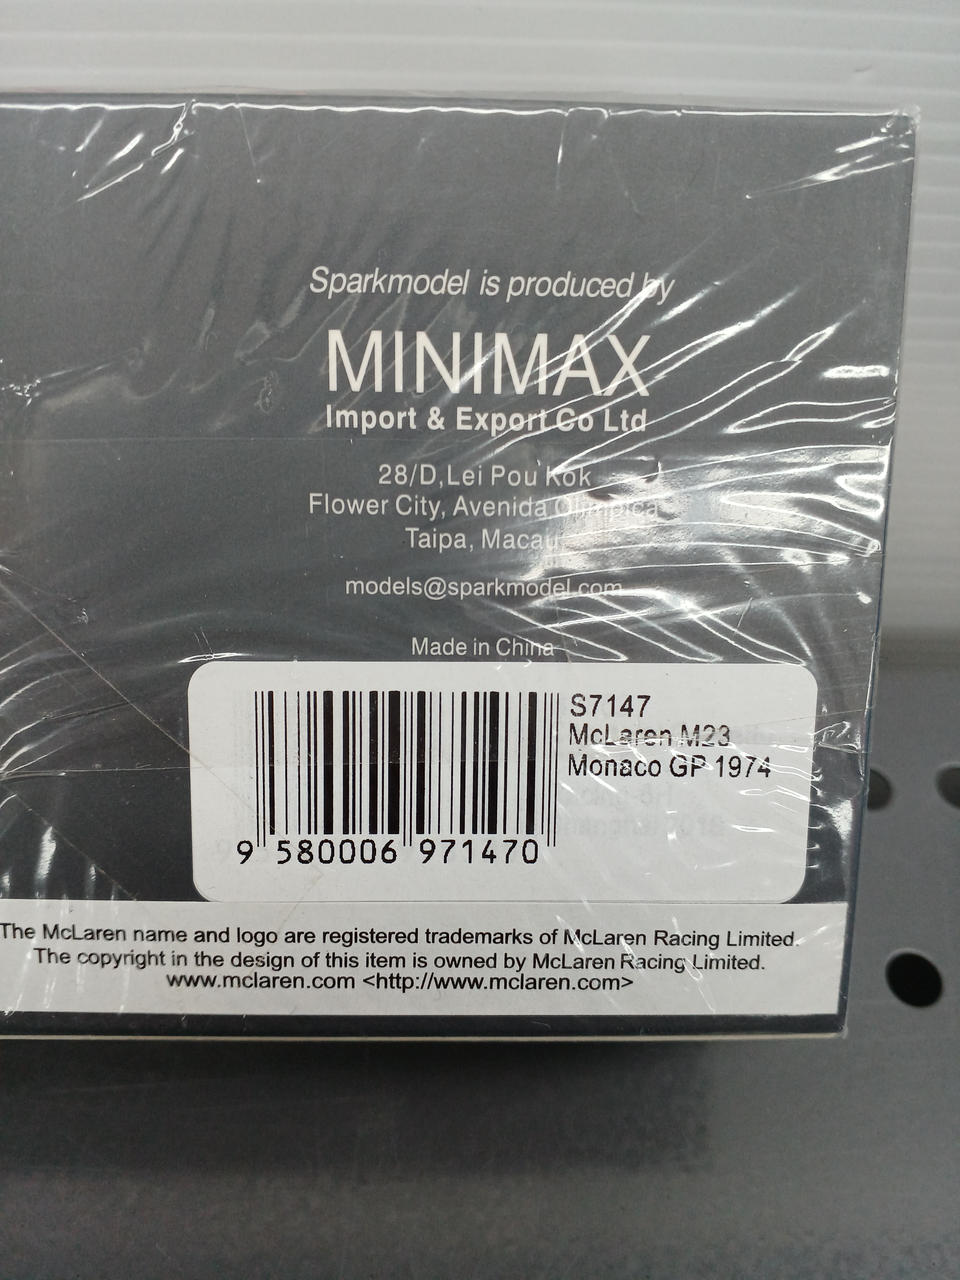 Sparkmodel is produced by
MINIMAX
Import & Export Co Ltd
28/D,Lei Pou Kok
Flower City, Avenida Olimpica
Taipa, Macau
models@sparkmodel.com
Made in China
S7147
McLaren M23
Monaco GP 1974
9 580006 971470
The McLaren name and logo are registered trademarks of McLaren Racing Limited.
The copyright in the design of this item is owned by McLaren Racing Limited.
www.mclaren.com <http://www.mclaren.com>